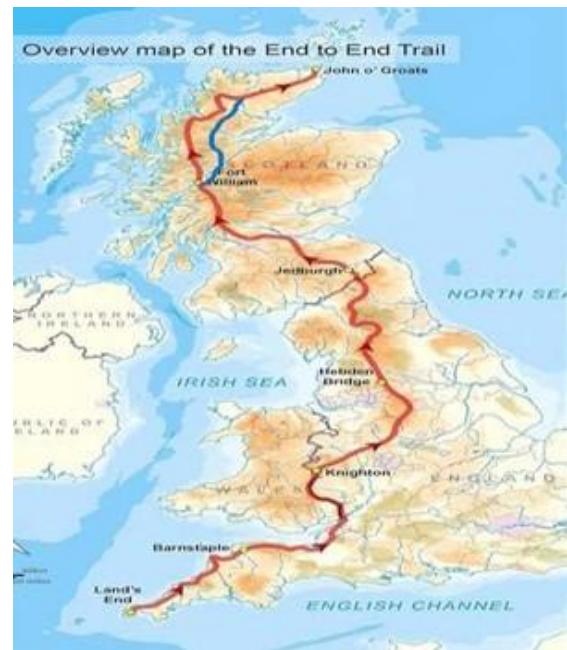 Overview map of the End to End Trail
John o' Groats
SCOTLAND
Fort
William
Jedburgh
NORTH SEA
NORTHERN
IRELAND
Hebden
Bridge
IRISH SEA
Knighton
WALES
ENGLAND
Barnstaple
Land's
End
ENGLISH CHANNEL